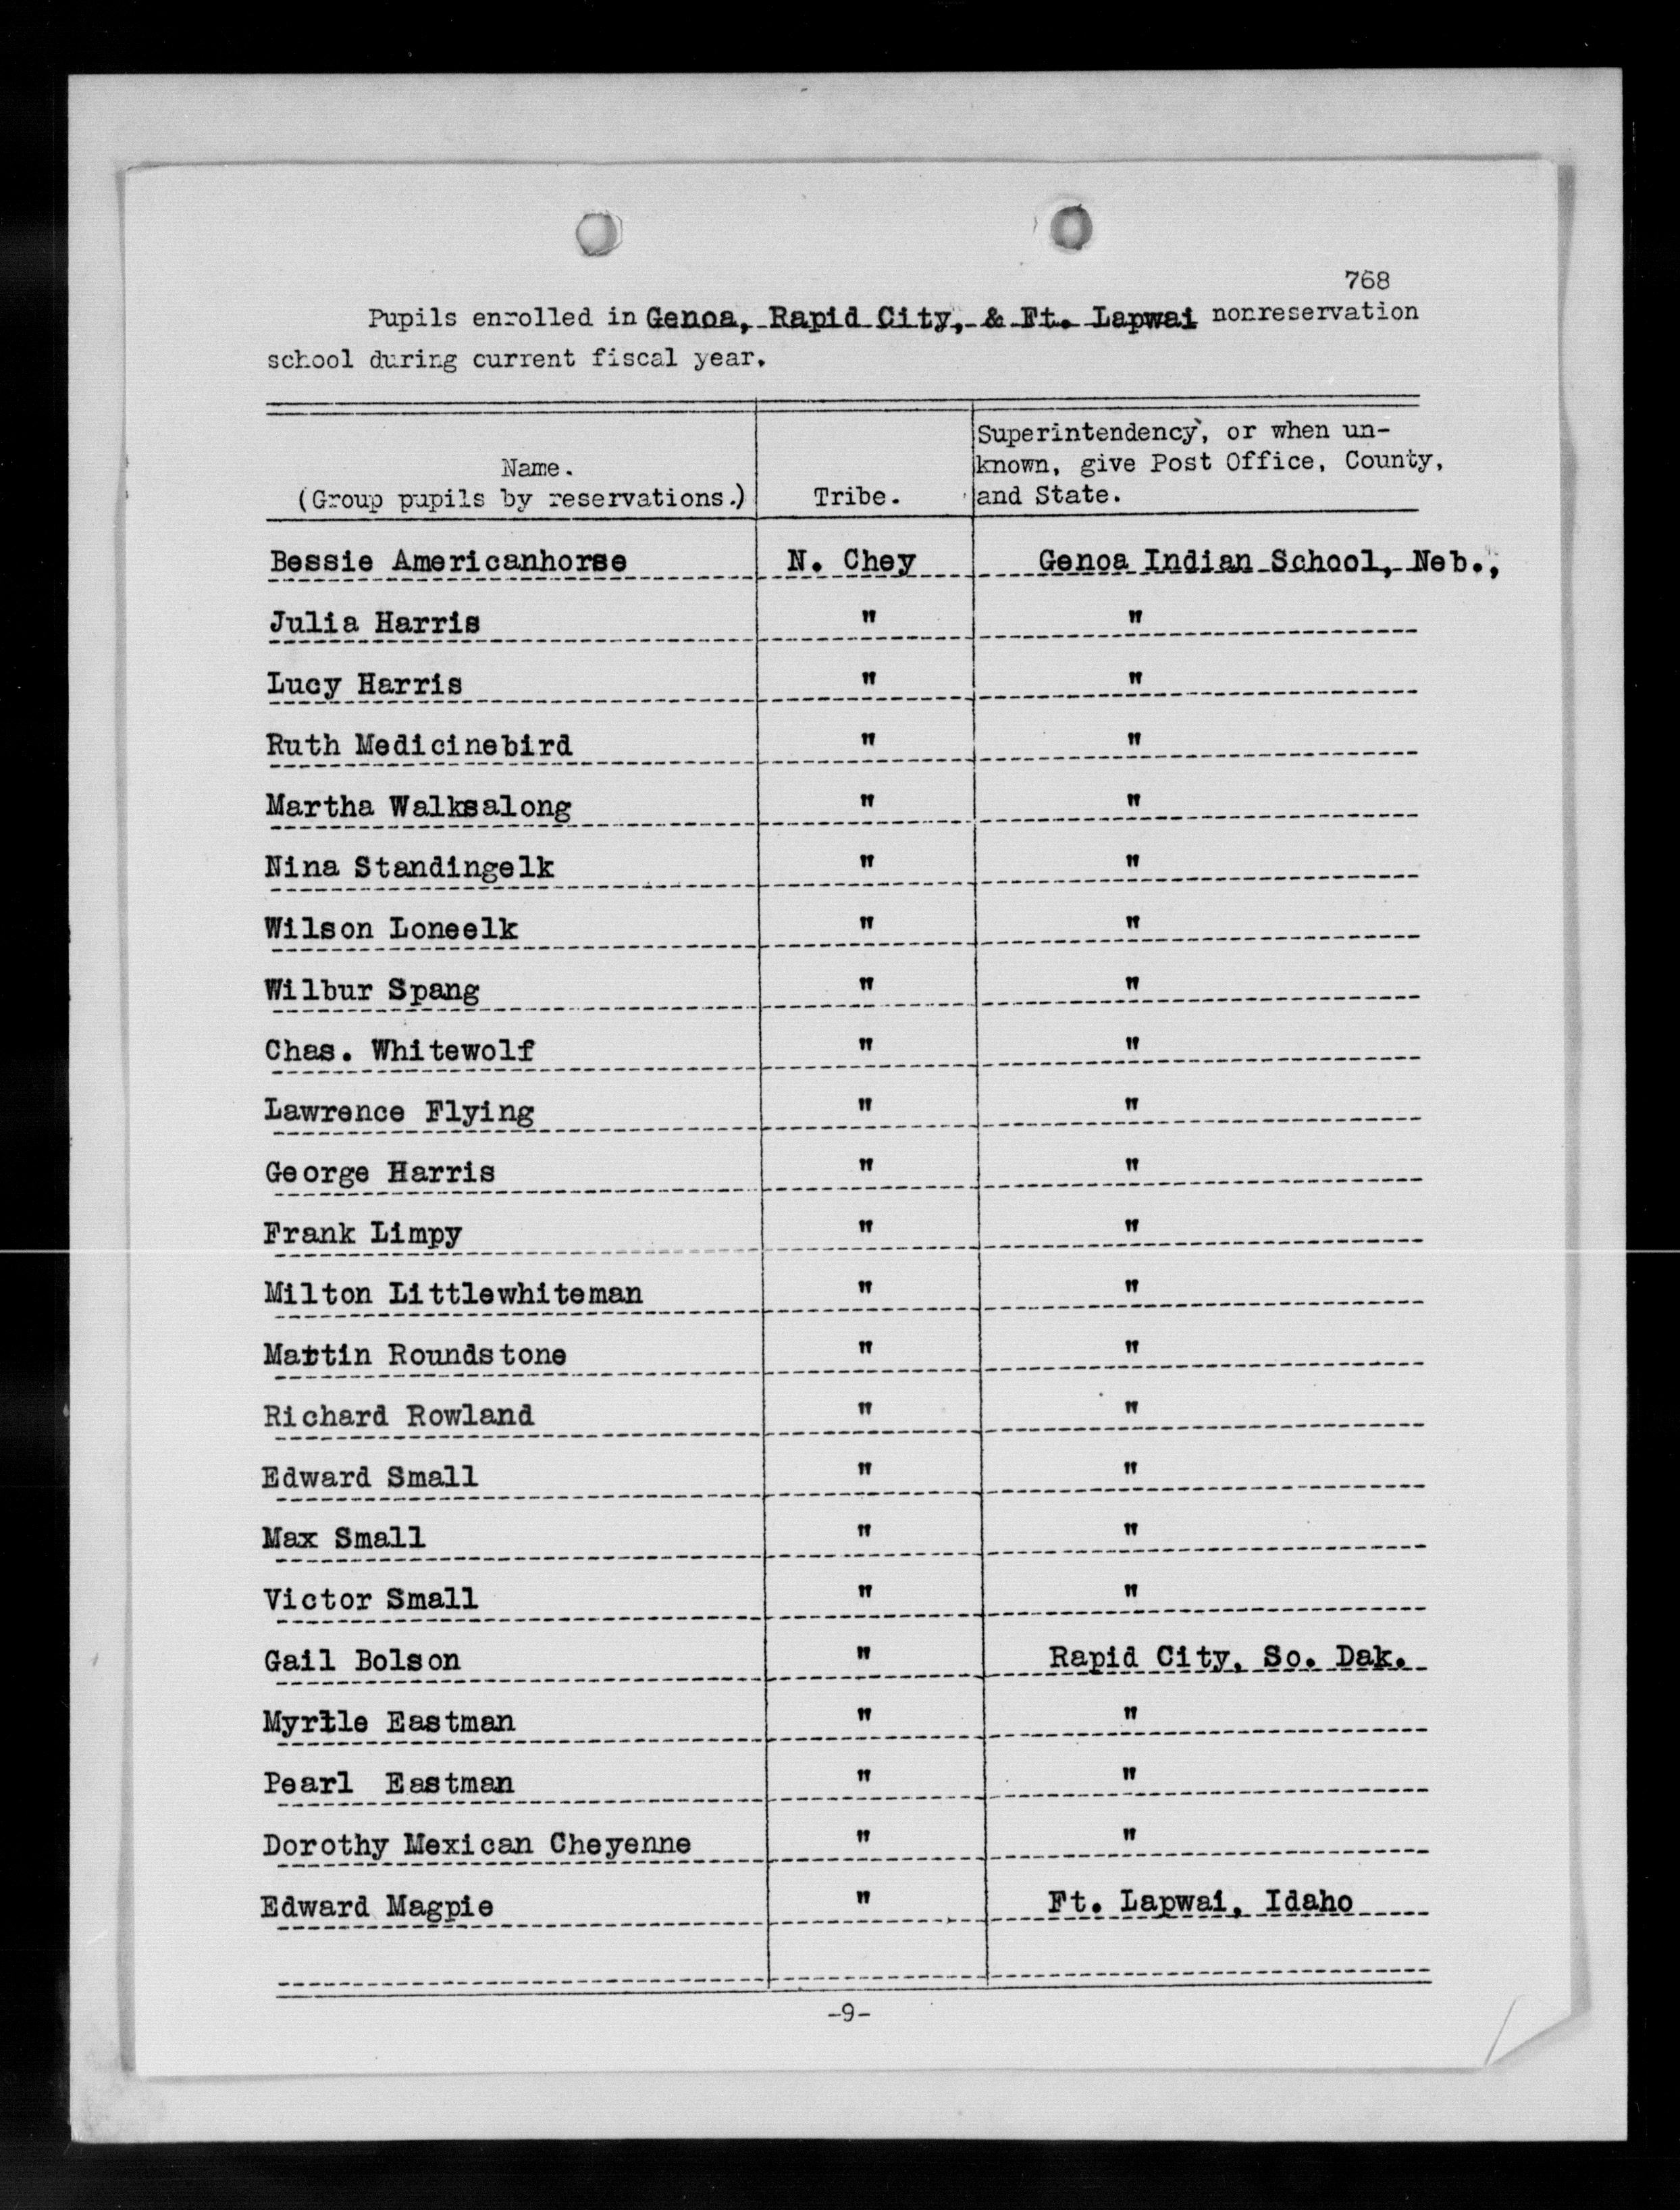 768
Pupils enrolled in Genoa, Rapid City, & Ft. Lapwai nonreservation
school during current fiscal year.
Name.
(Group pupils by reservations.)
Tribe.
Superintendency, or when un-
known, give Post Office, County,
and State.
Bessie Americanhorse N. Chey Genoa Indian School, Neb.,
Julia Harris " "
Lucy Harris " "
Ruth Medicinebird " "
Martha Walksalong " "
Nina Standingelk " "
Wilson Loneelk " "
Wilbur Spang " "
Chas. Whitewolf " "
Lawrence Flying " "
George Harris " "
Frank Limpy " "
Milton Littlewhiteman " "
Martin Roundstone " "
Richard Rowland " "
Edward Small " "
Max Small " "
Victor Small " "
Gail Bolson " Rapid City, So. Dak.
Myrtle Eastman " "
Pearl Eastman " "
Dorothy Mexican Cheyenne " "
Edward Magpie " Ft. Lapwai, Idaho
-9-